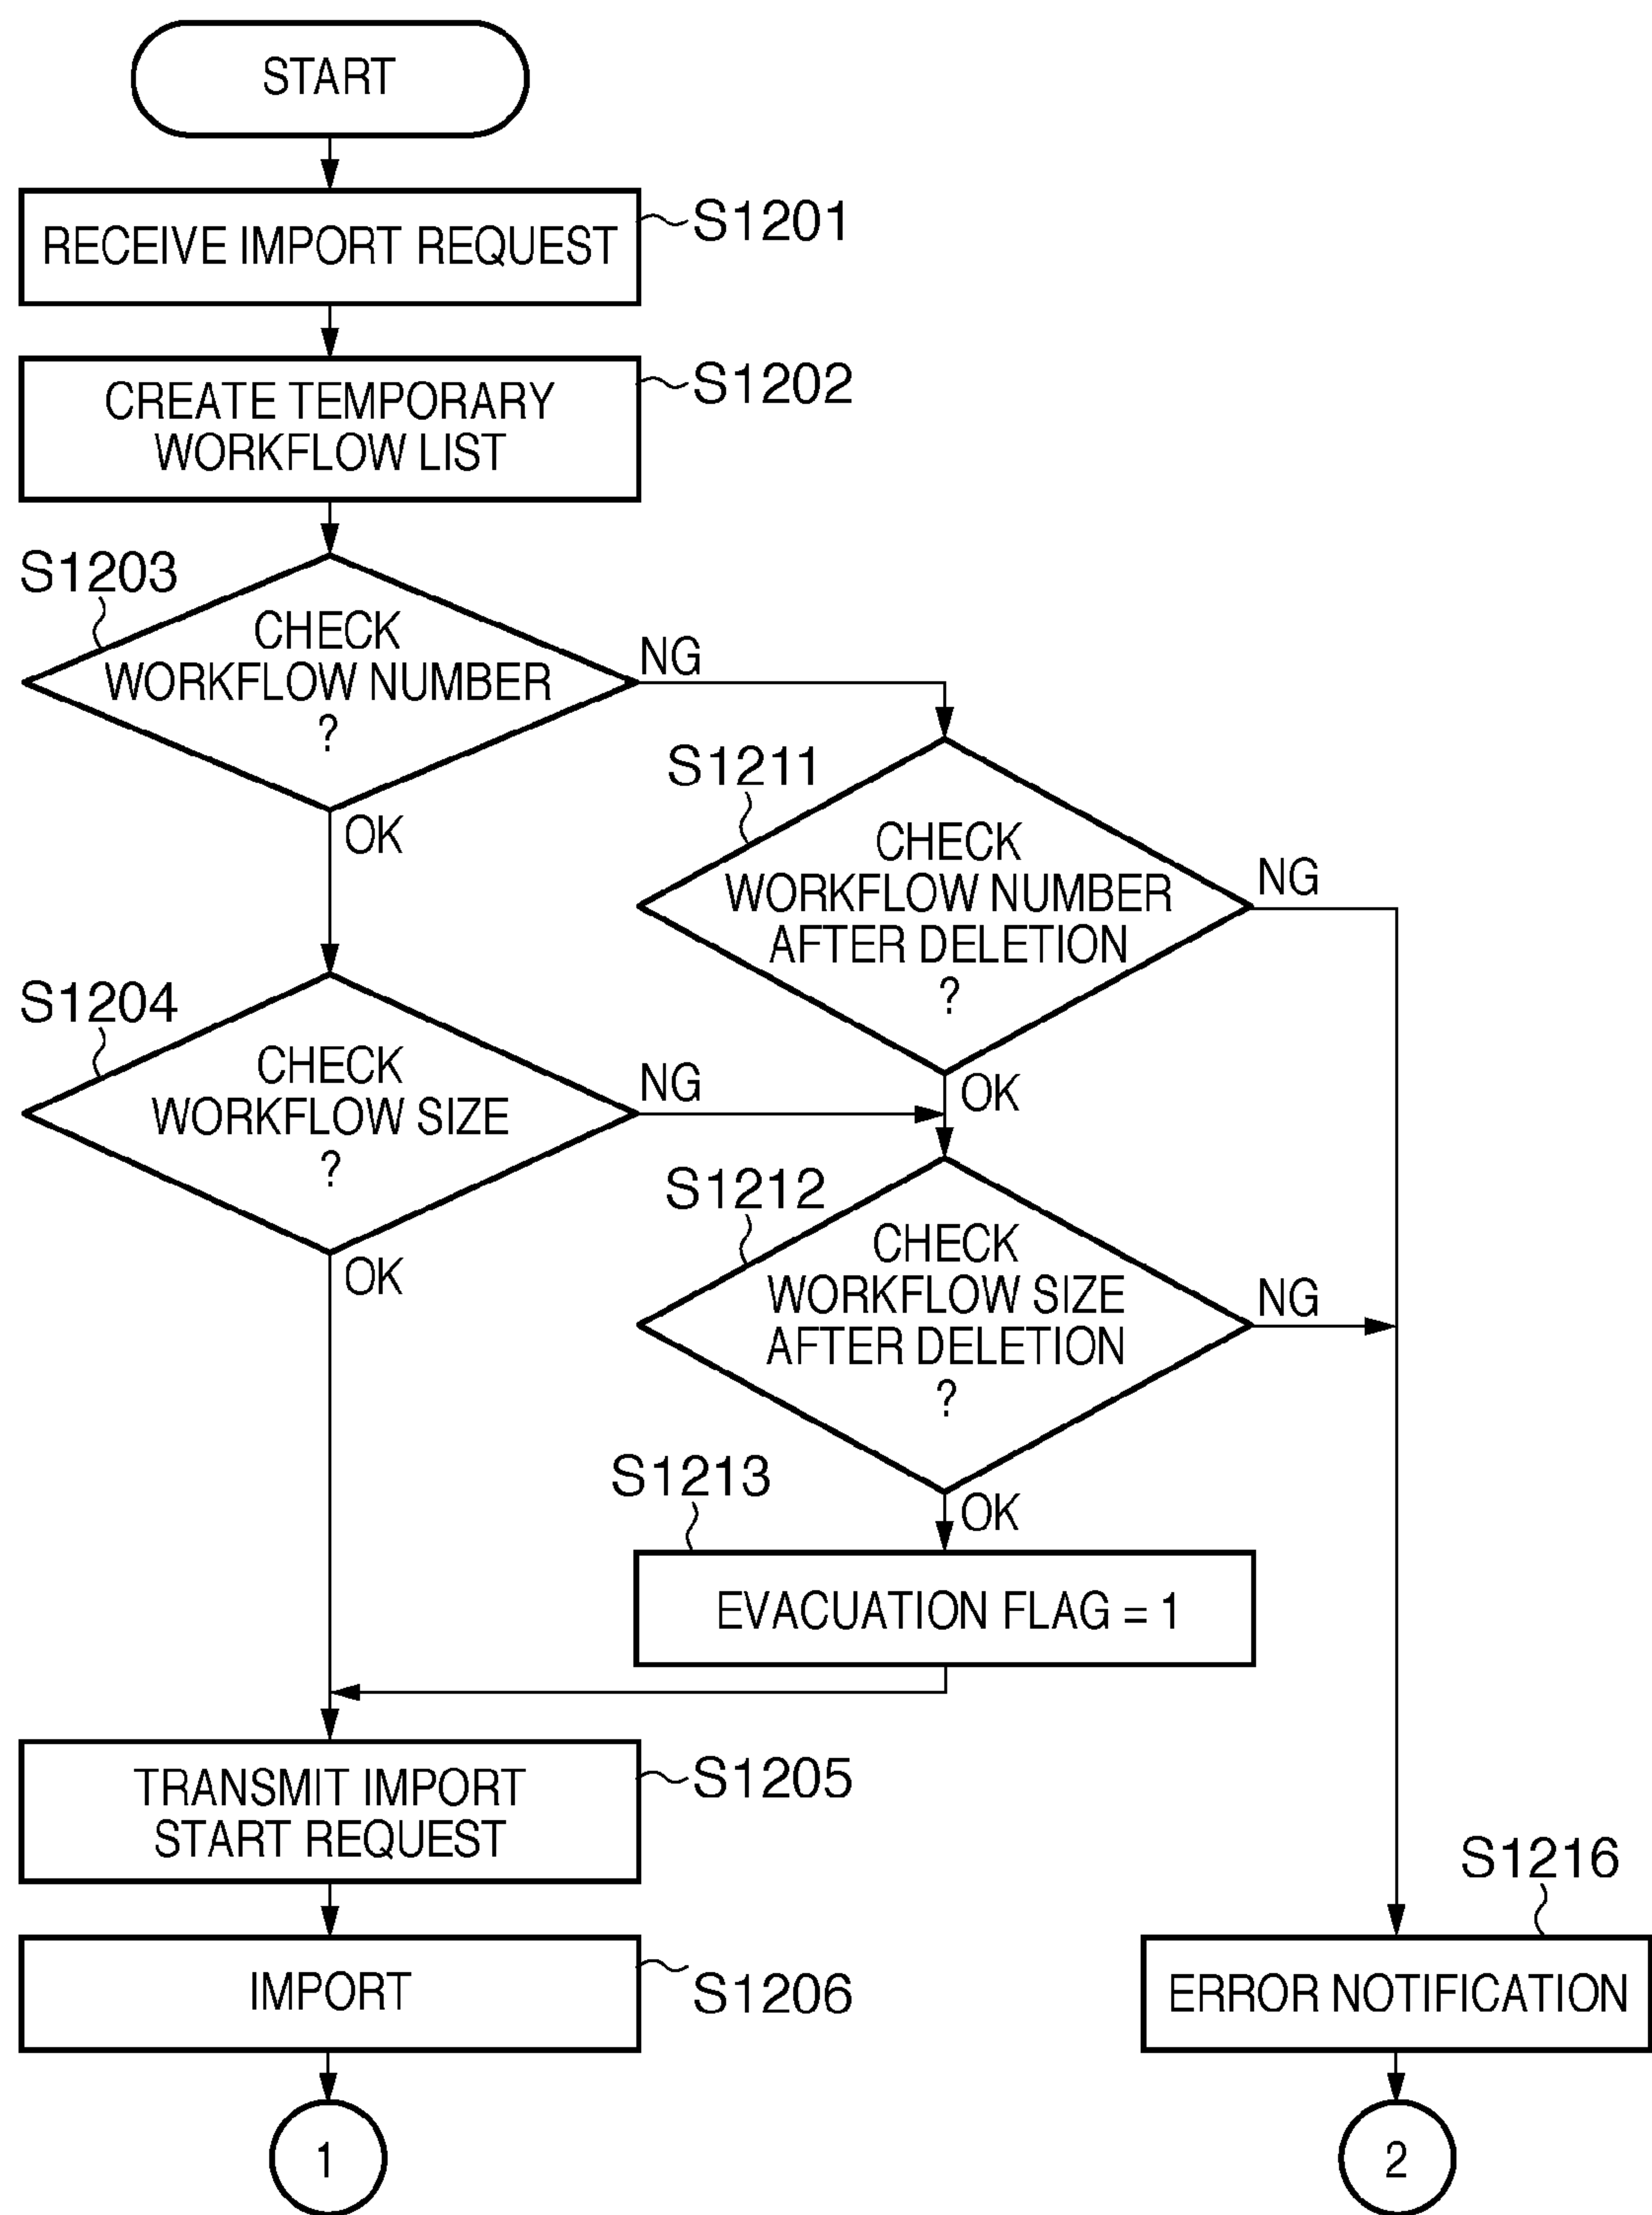 START
RECEIVE IMPORT REQUEST
S1201
CREATE TEMPORARY
WORKFLOW LIST
S1202
S1203
CHECK
WORKFLOW NUMBER
?
NG
OK
S1211
CHECK
WORKFLOW NUMBER
AFTER DELETION
?
NG
OK
S1204
CHECK
WORKFLOW SIZE
?
NG
OK
S1212
CHECK
WORKFLOW SIZE
AFTER DELETION
?
NG
OK
S1213
EVACUATION FLAG = 1
TRANSMIT IMPORT
START REQUEST
S1205
IMPORT
S1206
S1216
ERROR NOTIFICATION
1
2